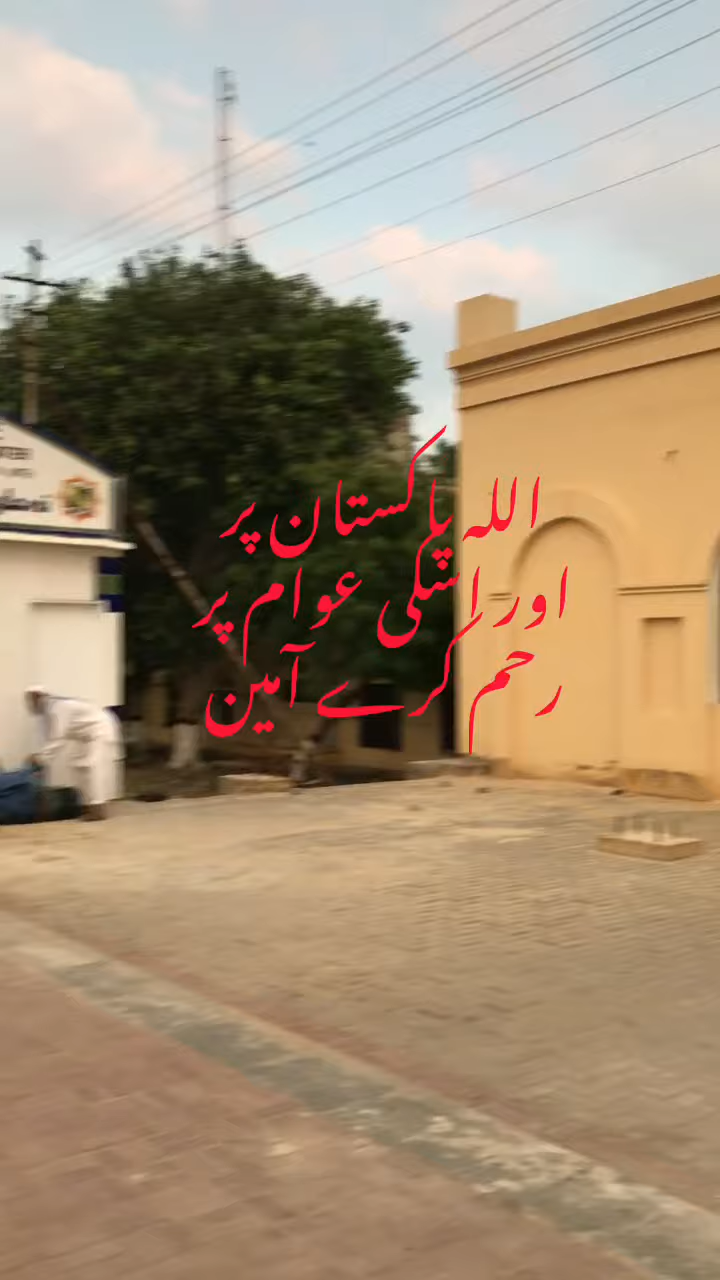 اللہ پاکستان پر
اور اسکی عوام پر
رحم کرے آمین